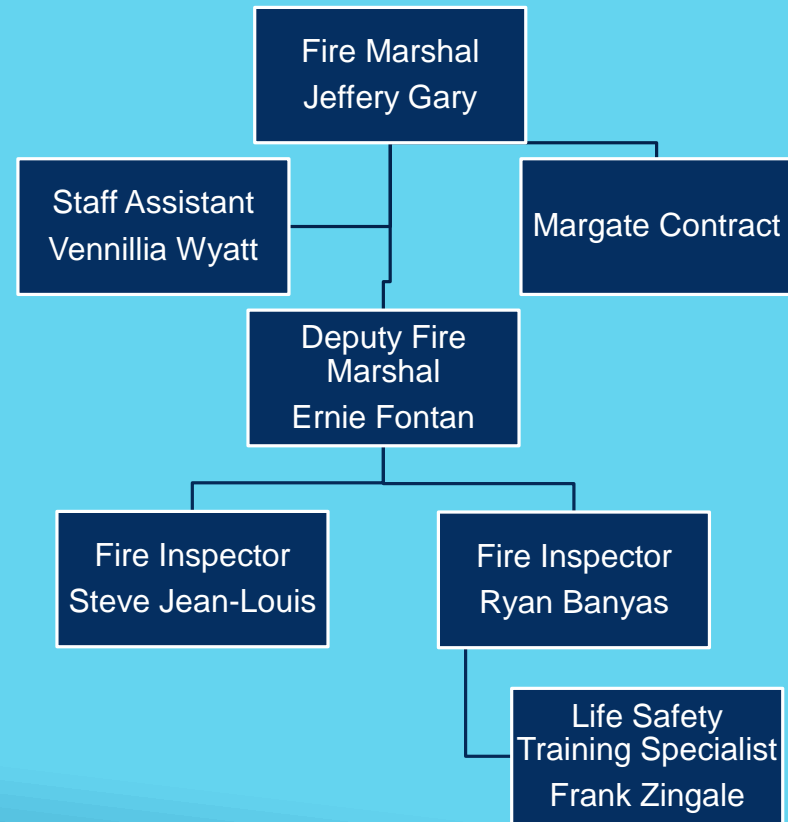 Fire Marshal
Jeffery Gary
Staff Assistant
Vennillia Wyatt
Margate Contract
Deputy Fire
Marshal
Ernie Fontan
Fire Inspector
Steve Jean-Louis
Fire Inspector
Ryan Banyas
Life Safety
Training Specialist
Frank Zingale